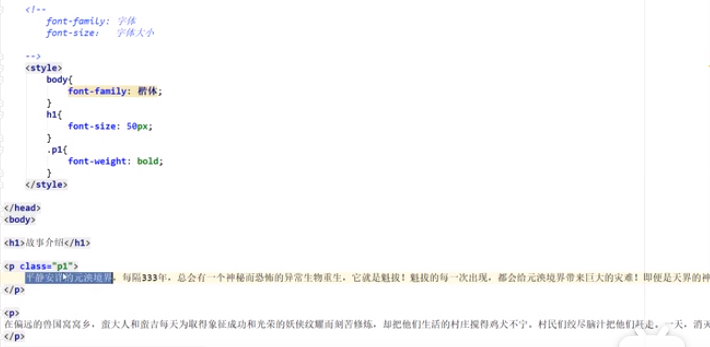 <!--
font-family: 字体
font-size: 字体大小
-->
<style>
body{
font-family: 楷体;
}
h1{
font-size: 50px;
}
.p1{
font-weight: bold;
}
</style>
</head>
<body>
<h1>故事介绍</h1>
<p class="p1">
平静安详的元泱境界，每隔333年，总会有一个神秘而恐怖的异常生物重生，它就是魁拔！魁拔的每一次出现，都会给元泱境界带来巨大的灾难！即便是天界的神
</p>
<p>
在偏远的兽国窝窝乡，蛮大人和蛮吉每天为取得象征成功和光荣的妖侠纹耀而刻苦修炼，却把他们生活的村庄搅得鸡犬不宁。村民们绞尽脑汁把他们赶走。一天，消灭
</p>